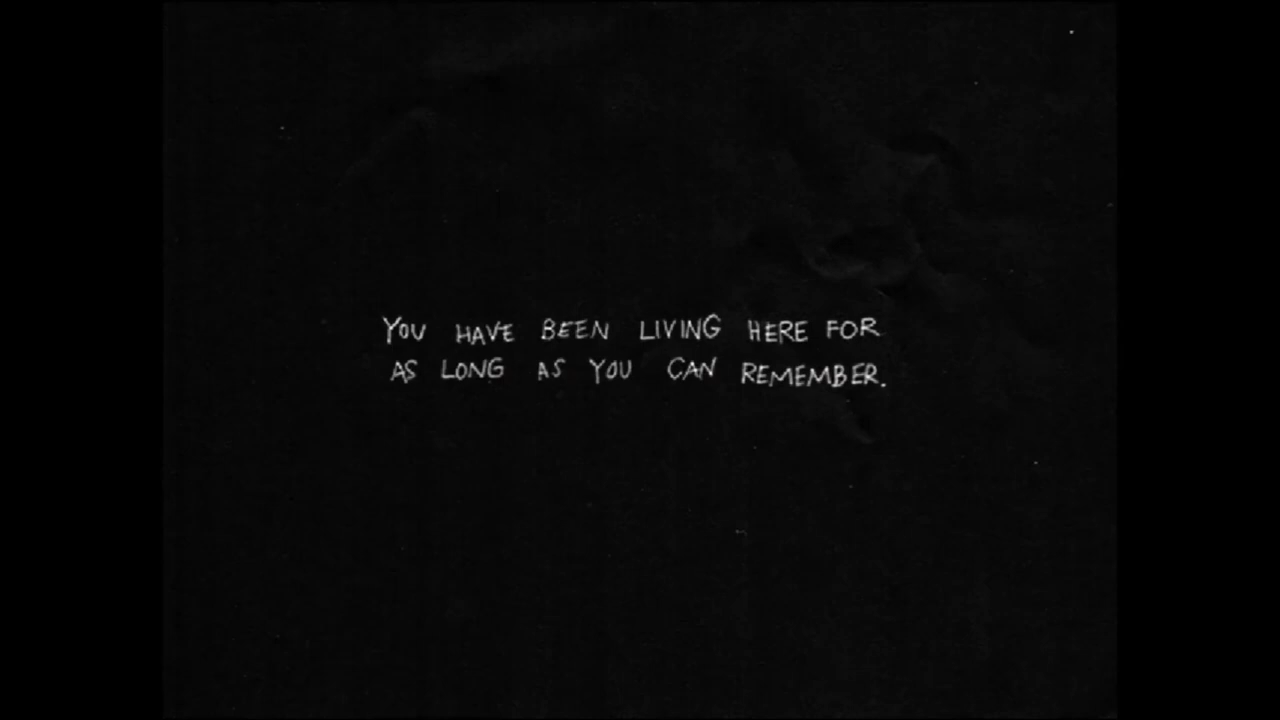 YOU HAVE BEEN LIVING HERE FOR
AS LONG AS YOU CAN REMEMBER.